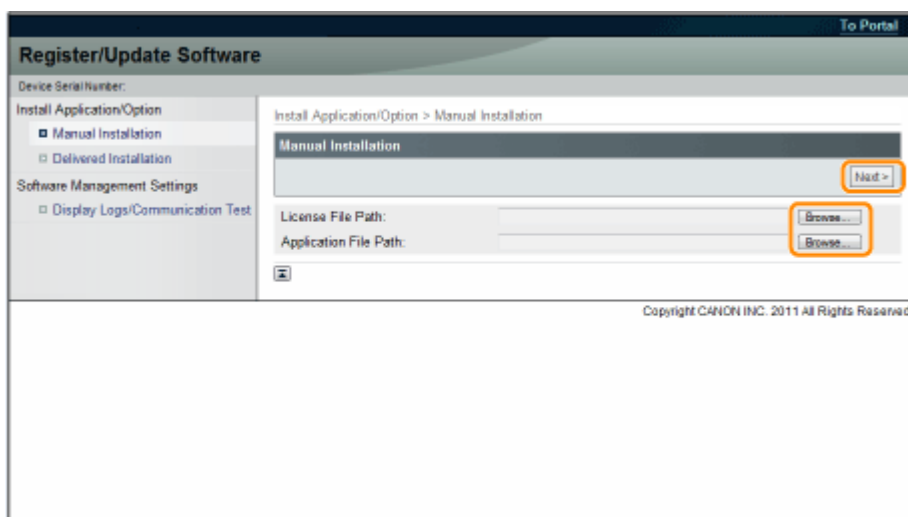 To Portal
Register/Update Software
Device Serial Number:
Install Application/Option
Manual Installation
Delivered Installation
Software Management Settings
Display Logs/Communication Test
Install Application/Option > Manual Installation
Manual Installation
Next >
License File Path:
Browse...
Application File Path:
Browse...
Copyright CANON INC. 2011 All Rights Reserved